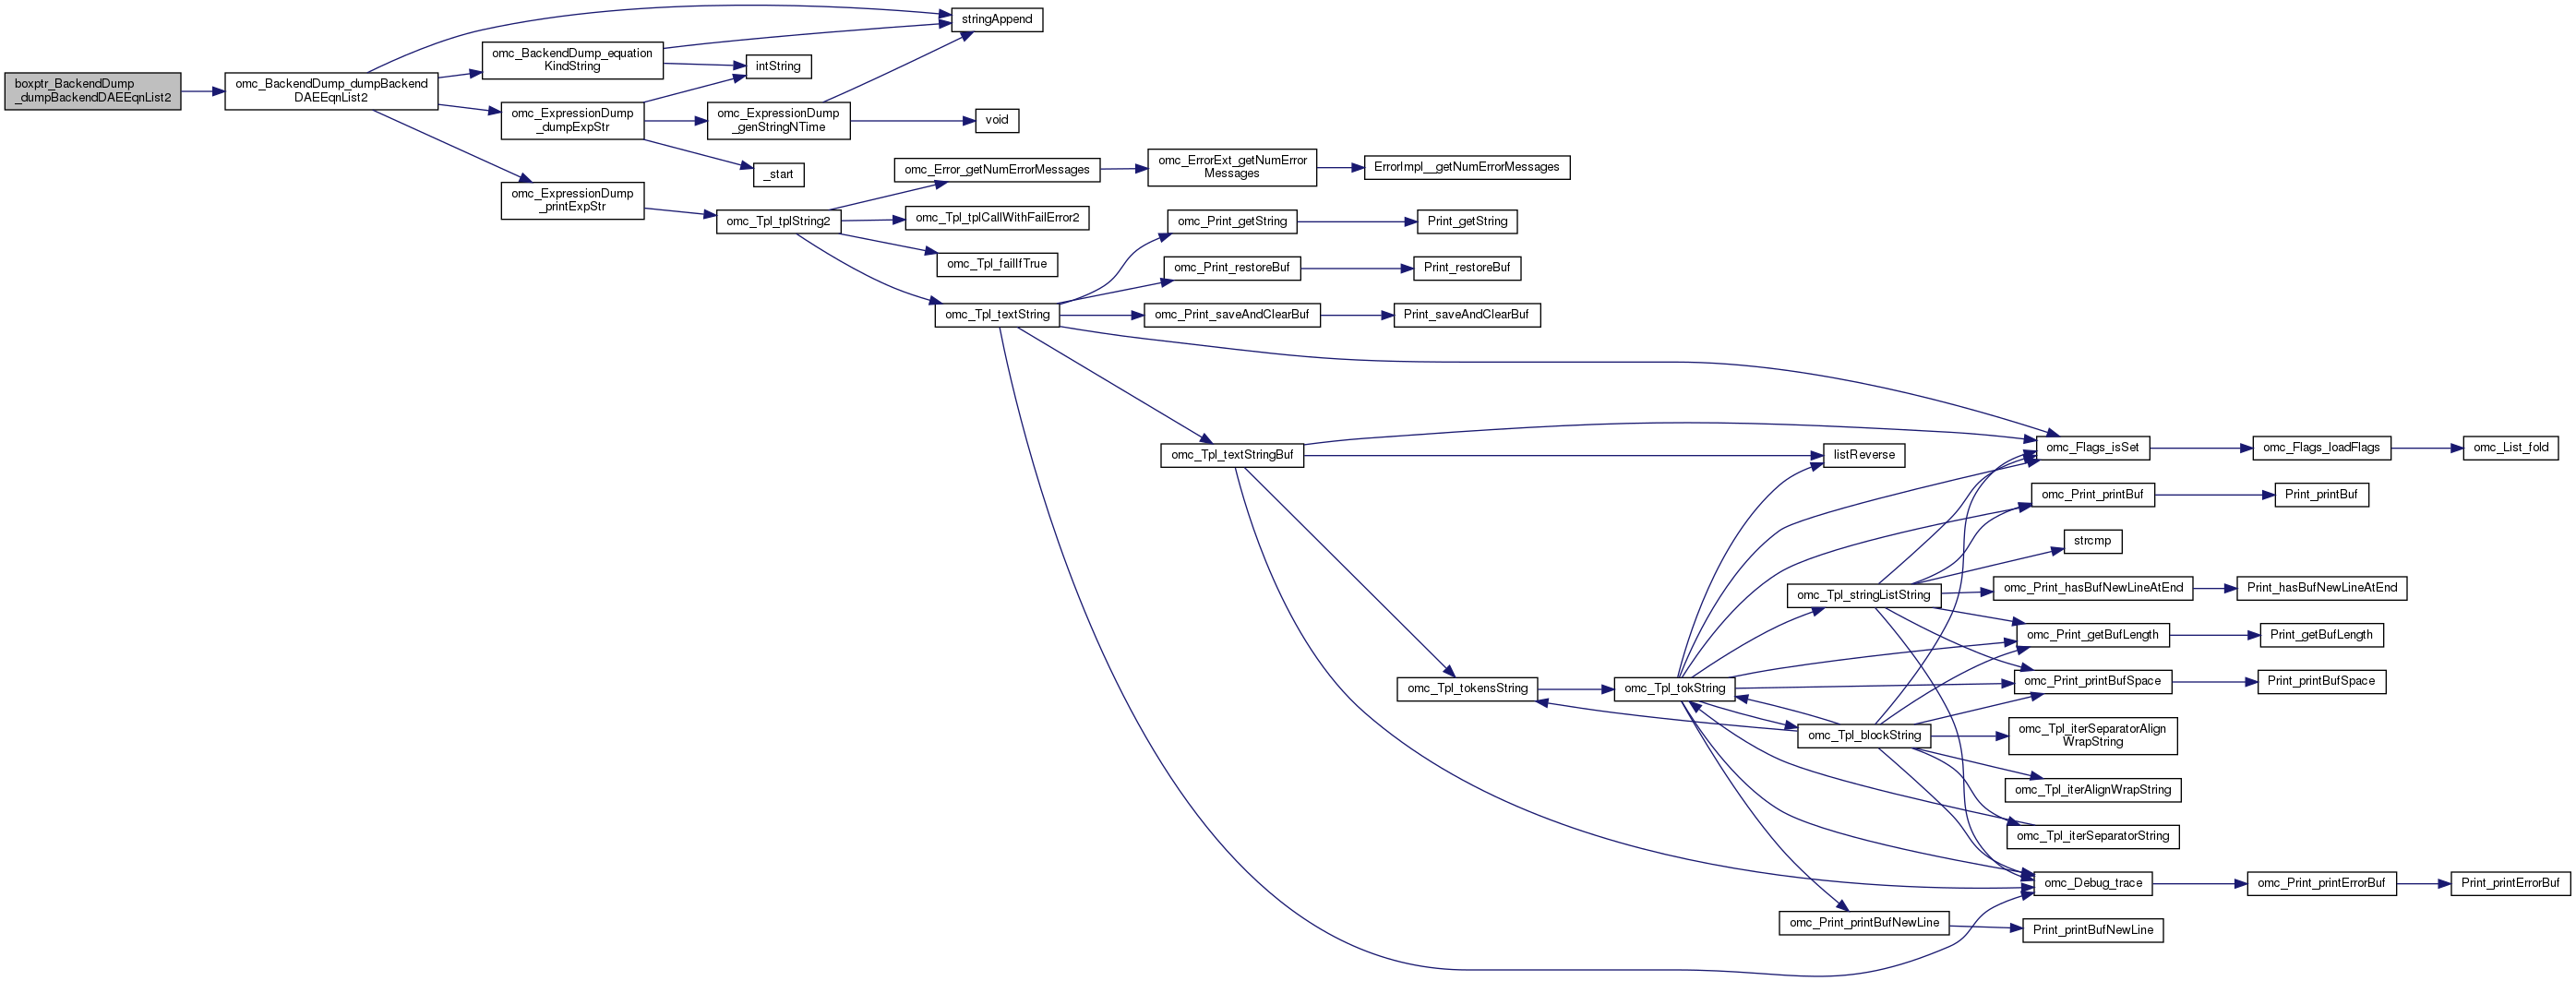 boxptr_BackendDump
_dumpBackendDAEEqnList2
omc_BackendDump_dumpBackend
DAEEqnList2
stringAppend
omc_BackendDump_equation
KindString
intString
omc_ExpressionDump
_dumpExpStr
omc_ExpressionDump
_genStringNTime
void
_start
omc_ExpressionDump
_printExpStr
omc_Tpl_tplString2
omc_Error_getNumErrorMessages
omc_ErrorExt_getNumError
Messages
ErrorImpl__getNumErrorMessages
omc_Tpl_tplCallWithFailError2
omc_Tpl_failIfTrue
omc_Tpl_textString
omc_Print_getString
Print_getString
omc_Print_restoreBuf
Print_restoreBuf
omc_Print_saveAndClearBuf
Print_saveAndClearBuf
omc_Tpl_textStringBuf
listReverse
omc_Flags_isSet
omc_Flags_loadFlags
omc_List_fold
omc_Print_printBuf
Print_printBuf
strcmp
omc_Tpl_stringListString
omc_Print_hasBufNewLineAtEnd
Print_hasBufNewLineAtEnd
omc_Print_getBufLength
Print_getBufLength
omc_Tpl_tokensString
omc_Tpl_tokString
omc_Print_printBufSpace
Print_printBufSpace
omc_Tpl_blockString
omc_Tpl_iterSeparatorAlign
WrapString
omc_Tpl_iterAlignWrapString
omc_Tpl_iterSeparatorString
omc_Debug_trace
omc_Print_printErrorBuf
Print_printErrorBuf
omc_Print_printBufNewLine
Print_printBufNewLine